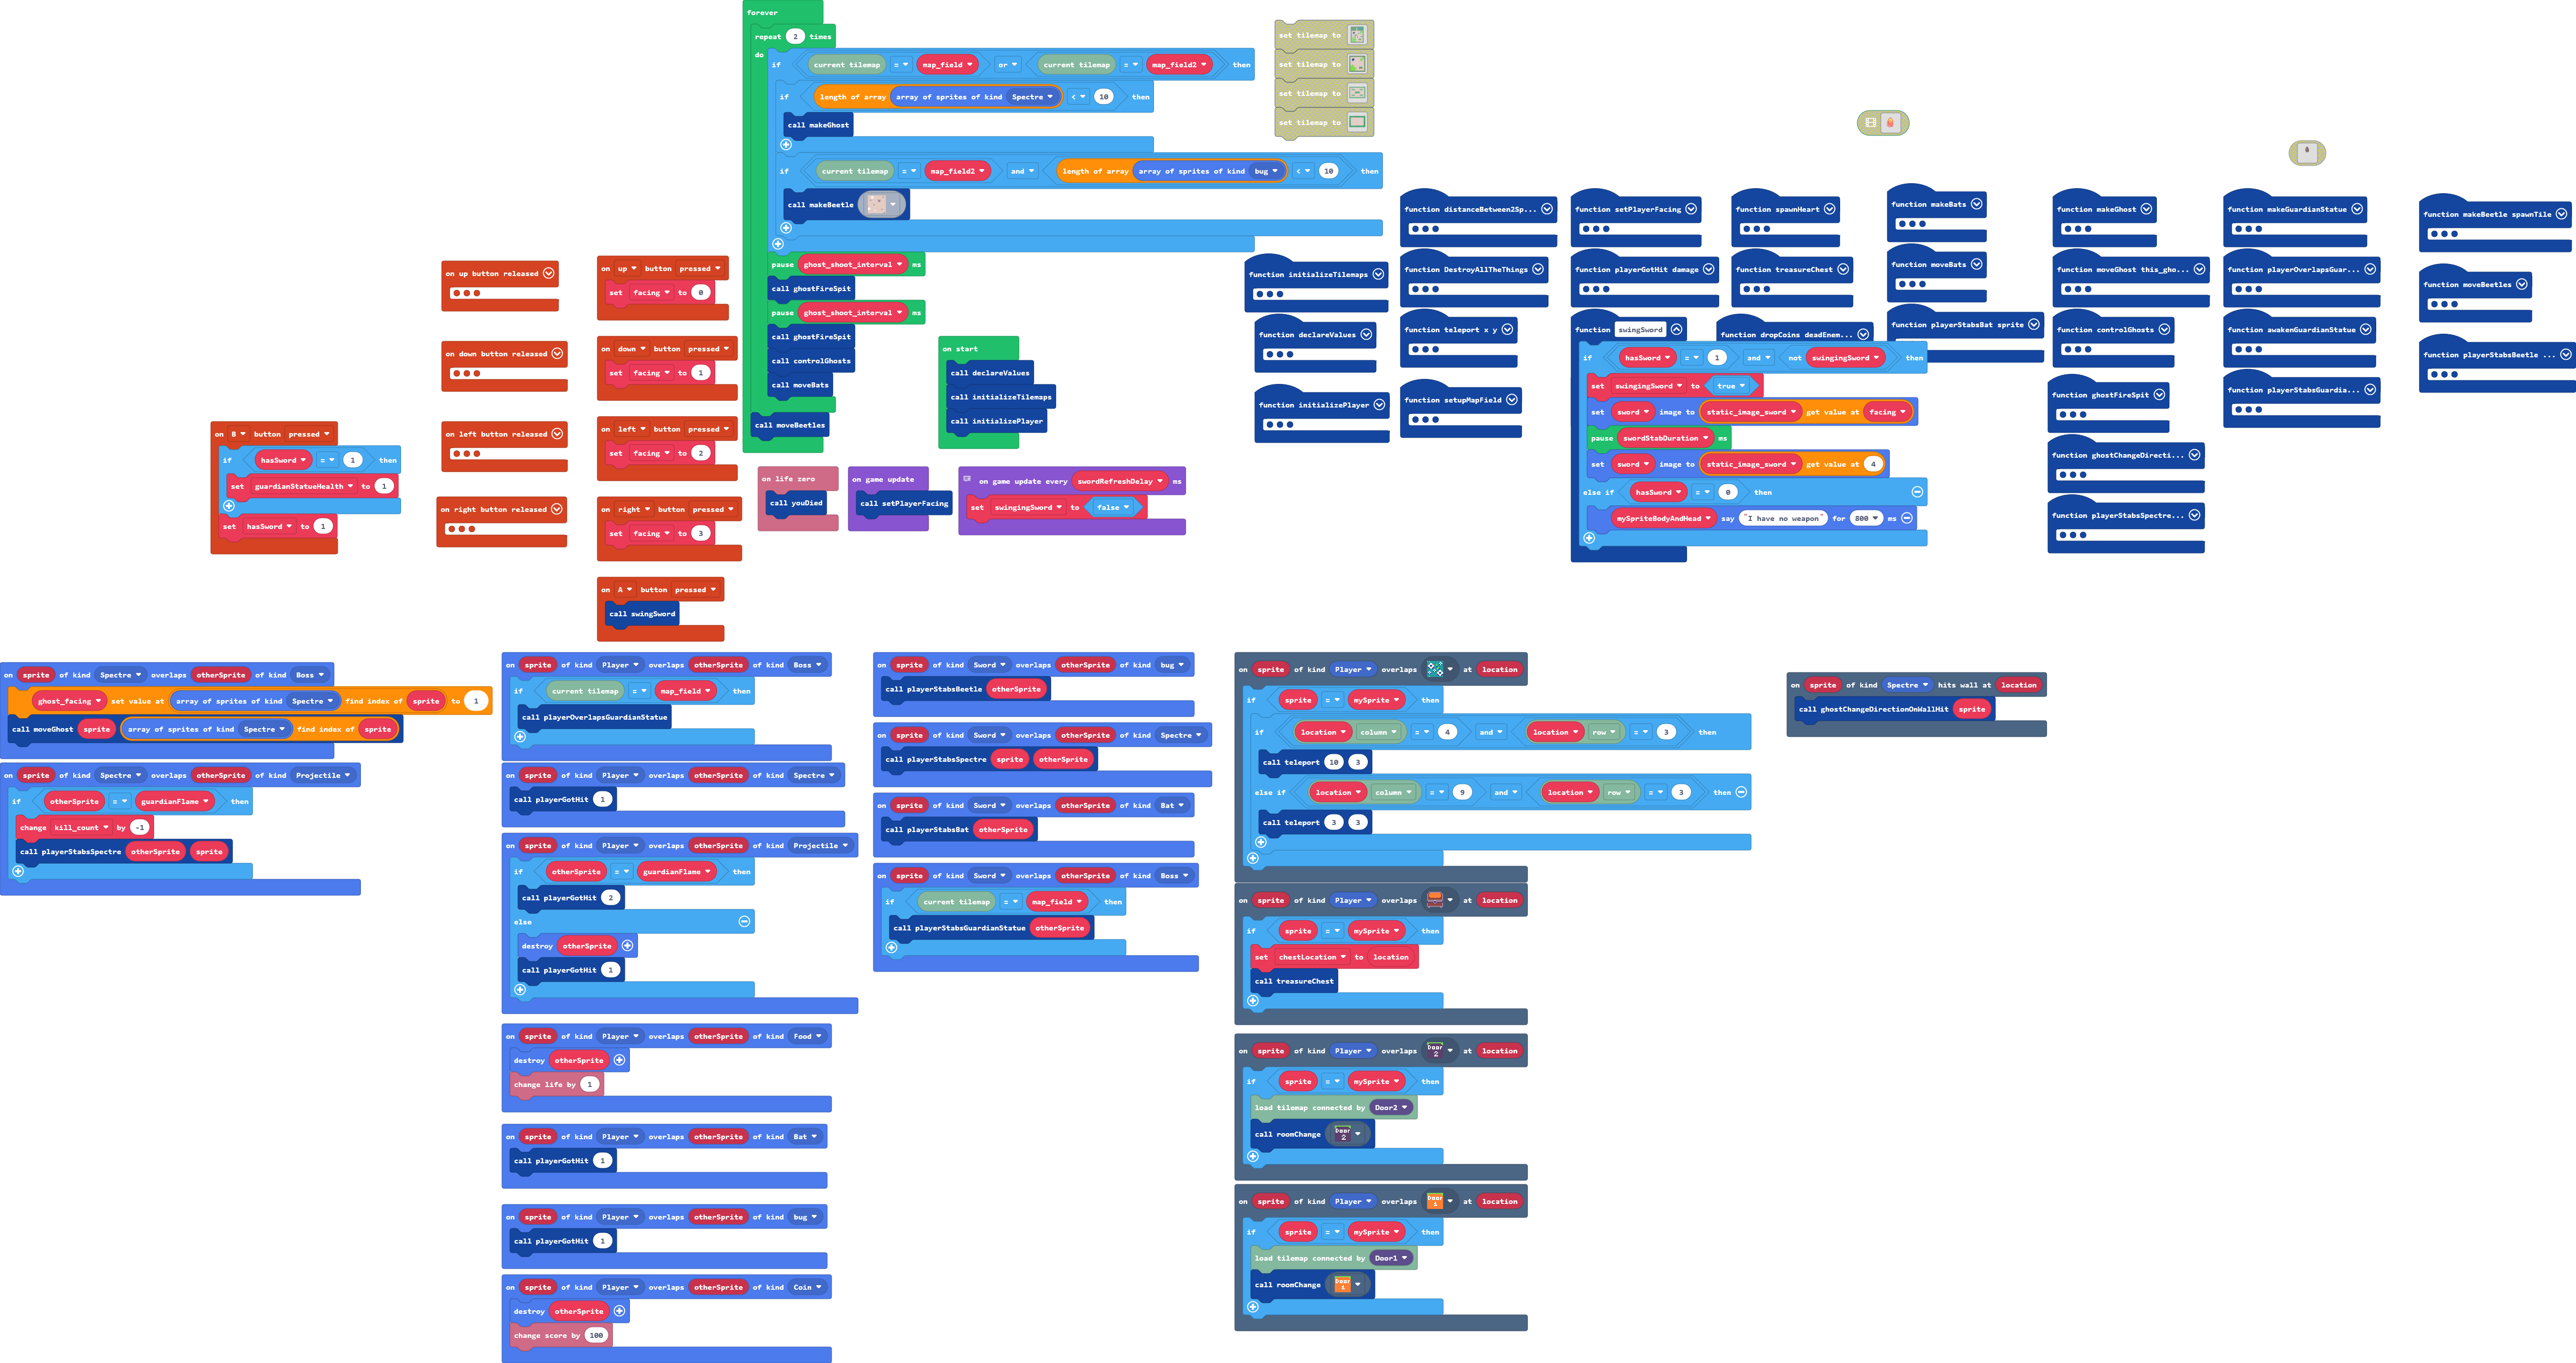 forever
repeat 2 times
do
if current tilemap = map_field or current tilemap = map_field2 then
if length of array array of sprites of kind Spectre < 10 then
call makeGhost
if current tilemap = map_field2 and length of array array of sprites of kind bug < 10 then
call makeBeetle
pause ghost_shoot_interval ms
call ghostFireSpit
pause ghost_shoot_interval ms
call ghostFireSpit
call controlGhosts
call moveBats
call moveBeetles
set tilemap to
set tilemap to
set tilemap to
set tilemap to
on up button released
on down button released
on left button released
on right button released
on up button pressed
set facing to 0
on down button pressed
set facing to 1
on left button pressed
set facing to 2
on right button pressed
set facing to 3
on A button pressed
call swingSword
on B button pressed
if hasSword = 1 then
set guardianStatueHealth to 1
set hasSword to 1
on start
call declareValues
call initializeTilemaps
call initializePlayer
on life zero
call youDied
on game update
call setPlayerFacing
on game update every swordRefreshDelay ms
set swingingSword to false
function initializeTilemaps
function declareValues
function initializePlayer
function distanceBetween2Sp...
function DestroyAllTheThings
function teleport x y
function setupMapField
function setPlayerFacing
function playerGotHit damage
function swingSword
if hasSword = 1 and not swingingSword then
set swingingSword to true
set sword image to static_image_sword get value at facing
pause swordStabDuration ms
set sword image to static_image_sword get value at 4
else if hasSword = 0 then
mySpriteBodyAndHead say "I have no weapon" for 800 ms
function spawnHeart
function treasureChest
function dropCoins deadEnem...
function makeBats
function moveBats
function playerStabsBat sprite
function makeGhost
function moveGhost this_gho...
function controlGhosts
function ghostFireSpit
function ghostChangeDirecti...
function playerStabsSpectre...
function makeGuardianStatue
function playerOverlapsGuar...
function awakenGuardianStatue
function playerStabsGuardia...
function makeBeetle spawnTile
function moveBeetles
function playerStabsBeetle ...
on sprite of kind Spectre overlaps otherSprite of kind Boss
ghost_facing set value at array of sprites of kind Spectre find index of sprite to 1
call moveGhost sprite array of sprites of kind Spectre find index of sprite
on sprite of kind Spectre overlaps otherSprite of kind Projectile
if otherSprite = guardianFlame then
change kill_count by -1
call playerStabsSpectre otherSprite sprite
on sprite of kind Player overlaps otherSprite of kind Boss
if current tilemap = map_field then
call playerOverlapsGuardianStatue
on sprite of kind Player overlaps otherSprite of kind Spectre
call playerGotHit 1
on sprite of kind Player overlaps otherSprite of kind Projectile
if otherSprite = guardianFlame then
call playerGotHit 2
else
destroy otherSprite
call playerGotHit 1
on sprite of kind Player overlaps otherSprite of kind Food
destroy otherSprite
change life by 1
on sprite of kind Player overlaps otherSprite of kind Bat
call playerGotHit 1
on sprite of kind Player overlaps otherSprite of kind bug
call playerGotHit 1
on sprite of kind Player overlaps otherSprite of kind Coin
destroy otherSprite
change score by 100
on sprite of kind Sword overlaps otherSprite of kind bug
call playerStabsBeetle otherSprite
on sprite of kind Sword overlaps otherSprite of kind Spectre
call playerStabsSpectre sprite otherSprite
on sprite of kind Sword overlaps otherSprite of kind Bat
call playerStabsBat otherSprite
on sprite of kind Sword overlaps otherSprite of kind Boss
if current tilemap = map_field then
call playerStabsGuardianStatue otherSprite
on sprite of kind Player overlaps at location
if sprite = mySprite then
if location column = 4 and location row = 3 then
call teleport 10 3
else if location column = 9 and location row = 3 then
call teleport 3 3
on sprite of kind Player overlaps at location
if sprite = mySprite then
set chestLocation to location
call treasureChest
on sprite of kind Player overlaps Door 2 at location
if sprite = mySprite then
load tilemap connected by Door2
call roomChange Door 2
on sprite of kind Player overlaps Door 1 at location
if sprite = mySprite then
load tilemap connected by Door1
call roomChange Door 1
on sprite of kind Spectre hits wall at location
call ghostChangeDirectionOnWallHit sprite